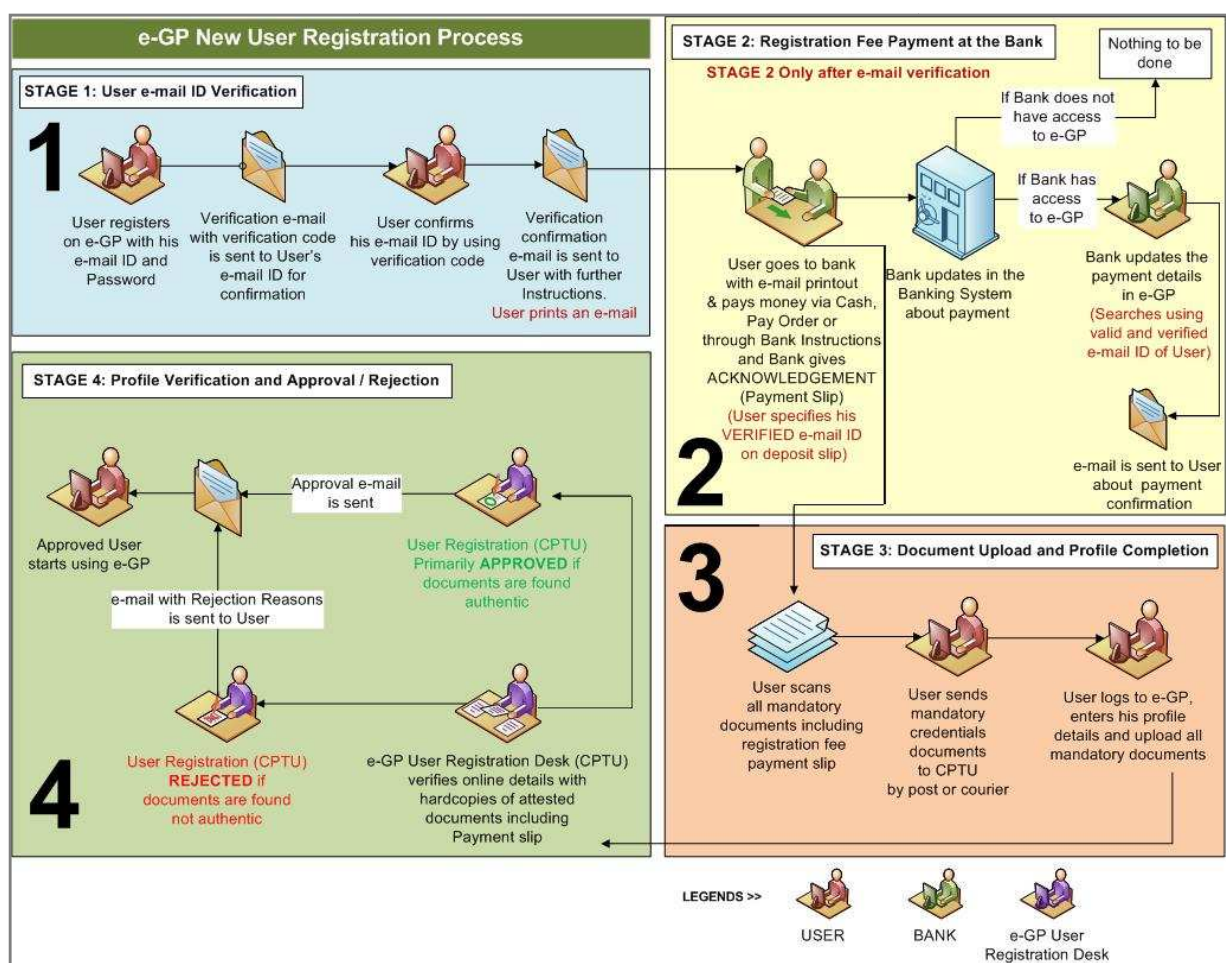 e-GP New User Registration Process
STAGE 1: User e-mail ID Verification
1
User registers
on e-GP with his
e-mail ID and
Password
Verification e-mail
with verification code
is sent to User's
e-mail ID for
confirmation
User confirms
his e-mail ID by using
verification code
Verification
confirmation
e-mail is sent to
User with further
Instructions.
User prints an e-mail
STAGE 2: Registration Fee Payment at the Bank
STAGE 2 Only after e-mail verification
Nothing to be
done
If Bank does not
have access
to e-GP
If Bank has
access
to e-GP
User goes to bank
with e-mail printout
& pays money via Cash,
Pay Order or
through Bank Instructions
and Bank gives
ACKNOWLEDGEMENT
(Payment Slip)
(User specifies his
VERIFIED e-mail ID
on deposit slip)
Bank updates in the
Banking System
about payment
Bank updates the
payment details
in e-GP
(Searches using
valid and verified
e-mail ID of User)
2
e-mail is sent to User
about payment
confirmation
STAGE 3: Document Upload and Profile Completion
3
User scans
all mandatory
documents including
registration fee
payment slip
User sends
mandatory
credentials
documents
to CPTU
by post or courier
User logs to e-GP,
enters his profile
details and upload all
mandatory documents
STAGE 4: Profile Verification and Approval / Rejection
Approved User
starts using e-GP
Approval e-mail
is sent
User Registration (CPTU)
Primarily APPROVED if
documents are found
authentic
e-mail with Rejection Reasons
is sent to User
4
User Registration (CPTU)
REJECTED if
documents are found
not authentic
e-GP User Registration Desk (CPTU)
verifies online details with
hardcopies of attested
documents including
Payment slip
LEGENDS >>
USER
BANK
e-GP User
Registration Desk